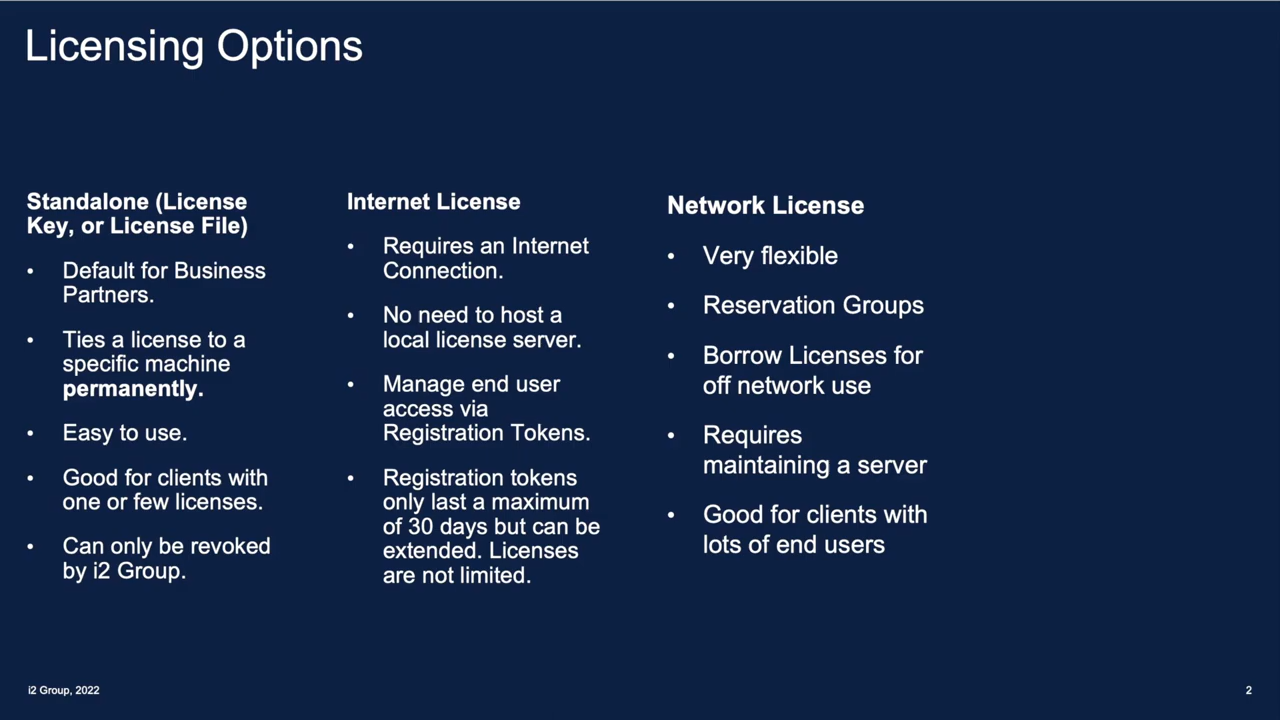 Licensing Options
Standalone (License
Key, or License File)
• Default for Business
Partners.
• Ties a license to a
specific machine
permanently.
• Easy to use.
• Good for clients with
one or few licenses.
• Can only be revoked
by i2 Group.
Internet License
• Requires an Internet
Connection.
• No need to host a
local license server.
• Manage end user
access via
Registration Tokens.
• Registration tokens
only last a maximum
of 30 days but can be
extended. Licenses
are not limited.
Network License
• Very flexible
• Reservation Groups
• Borrow Licenses for
off network use
• Requires
maintaining a server
• Good for clients with
lots of end users
i2 Group, 2022
2